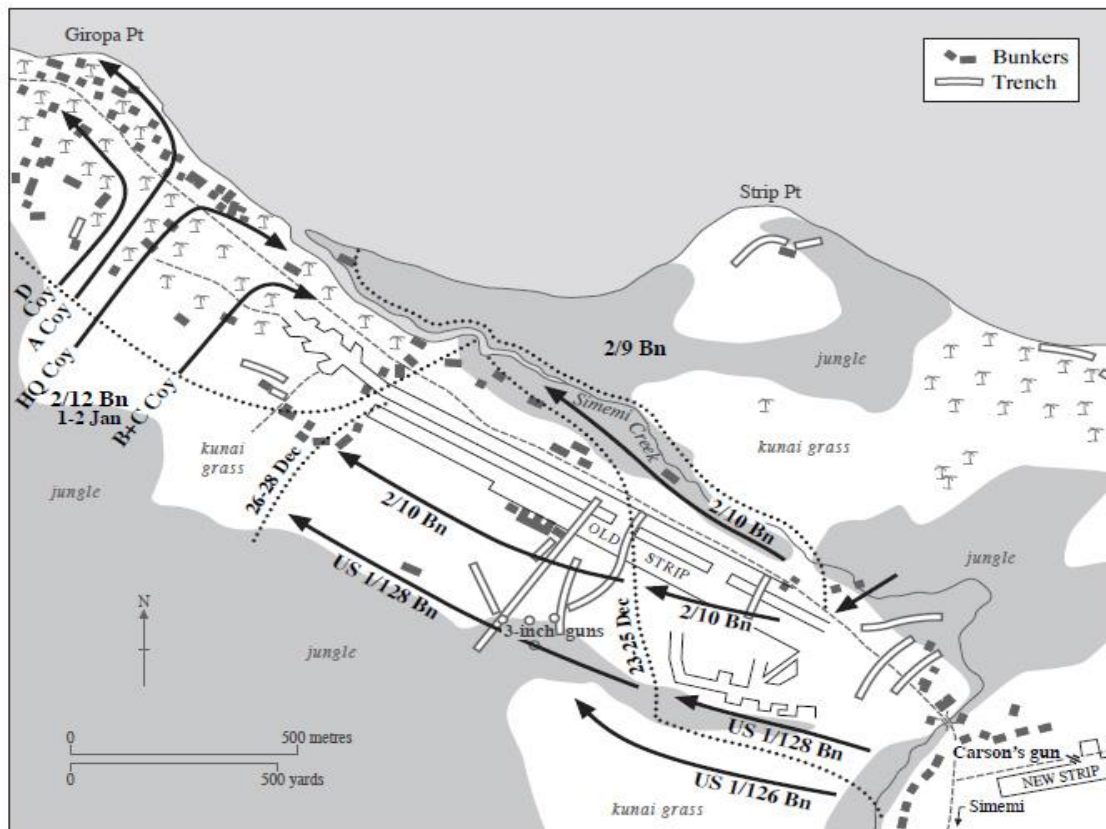 Giropa Pt
Bunkers
Trench
Strip Pt
D
Coy
A Coy
HQ Coy
B+C Coy
2/12 Bn
1-2 Jan
2/9 Bn
jungle
kunai
grass
jungle
26-28 Dec
Simemi
Creek
kunai grass
2/10 Bn
2/10 Bn
OLD
STRIP
US 1/128 Bn
3-inch guns
23-25 Dec
2/10 Bn
jungle
N
jungle
US 1/128 Bn
US 1/126 Bn
Carson's gun
NEW STRIP
Simemi
kunai grass
0 500 metres
0 500 yards